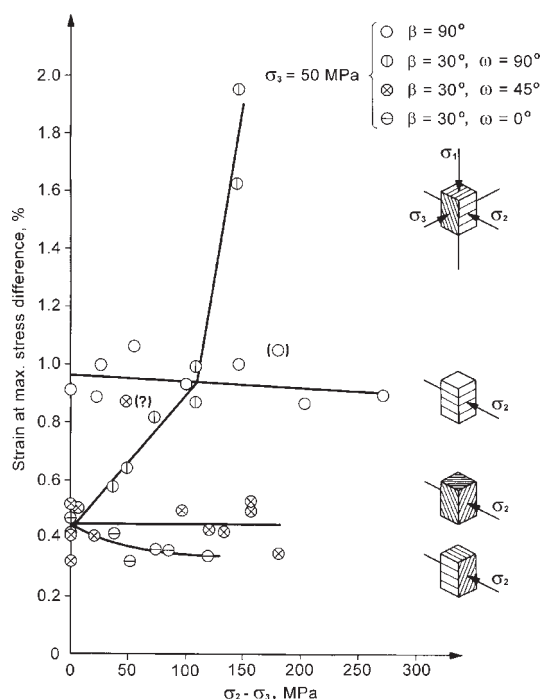 β = 90°
β = 30°, ω = 90°
σ₃ = 50 MPa
β = 30°, ω = 45°
β = 30°, ω = 0°
Strain at max. stress difference, %
2.0
1.8
1.6
1.4
1.2
1.0
0.8
0.6
0.4
0.2
0
σ₁
σ₃
σ₂
( )
(?)
σ₂
σ₂
σ₂
0
50
100
150
200
250
300
σ₂ - σ₃, MPa